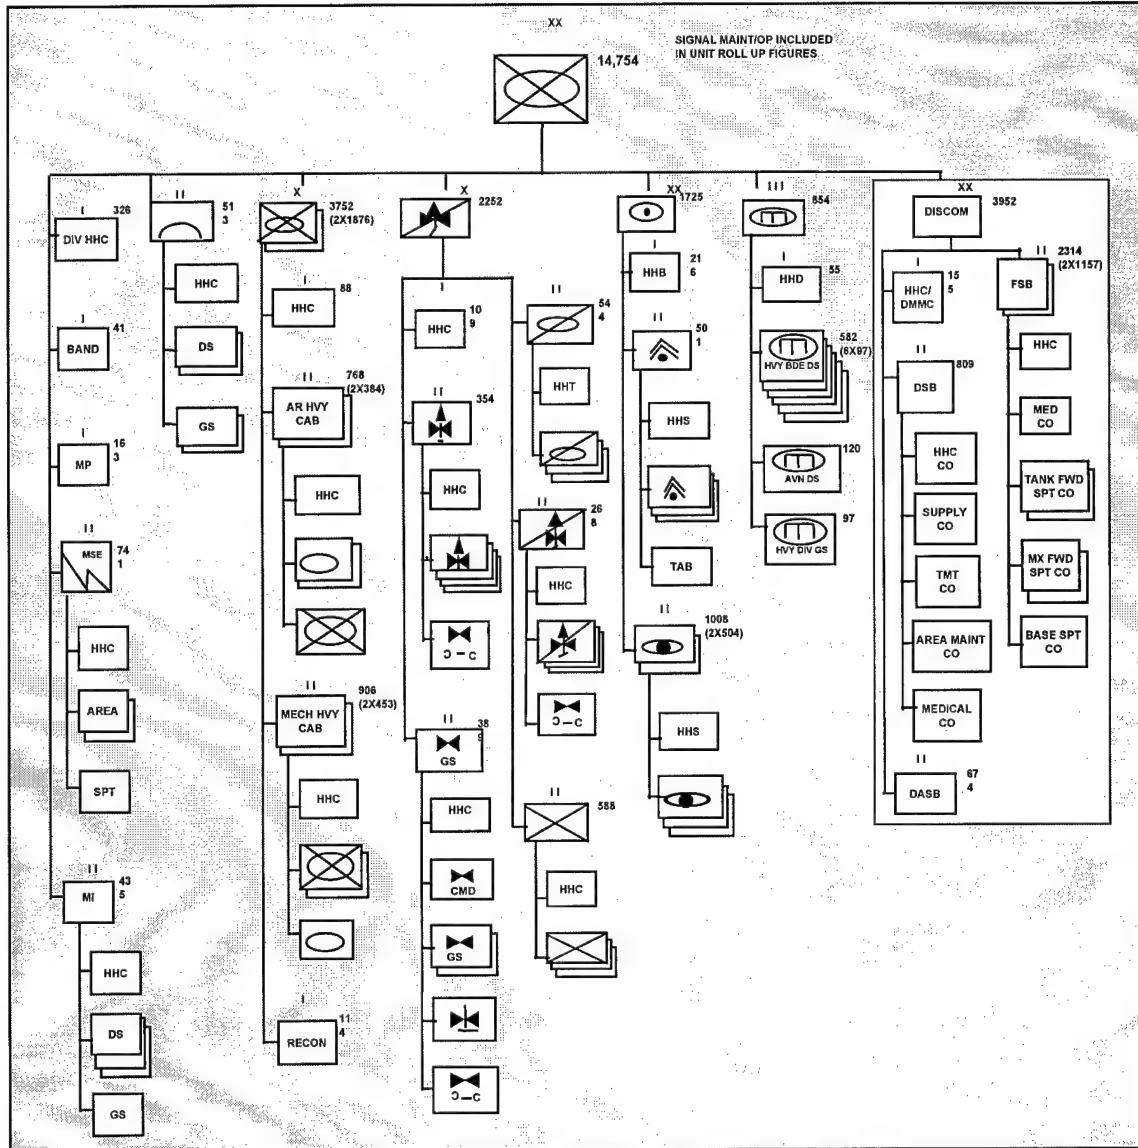 XX
SIGNAL MAINT/OP INCLUDED
IN UNIT ROLL UP FIGURES
14,754
I
326
DIV HHC
I
41
BAND
I
16
3
MP
II
74
1
MSE
HHC
AREA
SPT
II
43
5
MI
HHC
DS
GS
II
51
3
HHC
DS
GS
X
3752
(2X1876)
I
88
HHC
II
768
(2X384)
AR HVY
CAB
HHC
II
906
(2X453)
MECH HVY
CAB
HHC
I
11
4
RECON
X
2252
I
10
9
HHC
II
354
HHC
C–C
II
38
GS
HHC
CMD
GS
C–C
II
54
4
HHT
II
26
8
HHC
C–C
II
588
HHC
XX
1725
I
21
6
HHB
II
50
1
HHS
TAB
II
1008
(2X504)
HHS
III
854
I
55
HHD
582
(6X97)
HVY BDE DS
120
AVN DS
97
HVY DIV GS
XX
DISCOM
3952
I
15
5
HHC/
DMMC
II
809
DSB
HHC
CO
SUPPLY
CO
TMT
CO
AREA MAINT
CO
MEDICAL
CO
II
67
4
DASB
II
2314
(2X1157)
FSB
HHC
MED
CO
TANK FWD
SPT CO
MX FWD
SPT CO
BASE SPT
CO